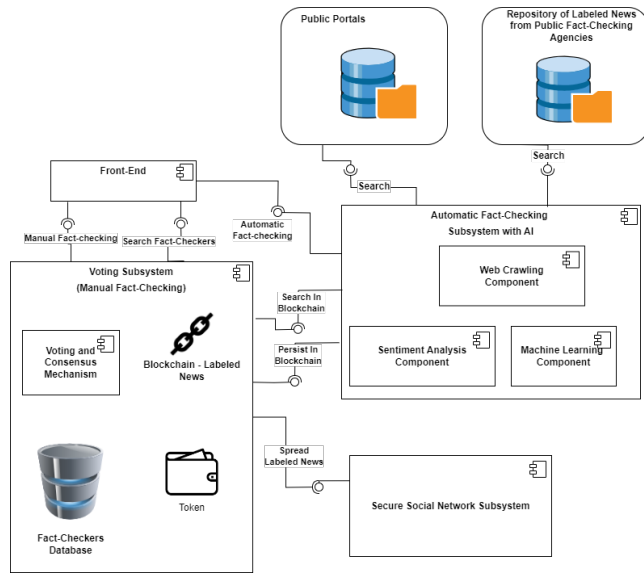 Public Portals
Repository of Labeled News
from Public Fact-Checking
Agencies
Search
Search
Front-End
Manual Fact-checking
Search Fact-Checkers
Automatic
Fact-checking
Automatic Fact-Checking
Subsystem with AI
Web Crawling
Component
Sentiment Analysis
Component
Machine Learning
Component
Voting Subsystem
(Manual Fact-Checking)
Search In
Blockchain
Persist In
Blockchain
Voting and
Consensus
Mechanism
Blockchain - Labeled
News
Spread
Labeled News
Fact-Checkers
Database
Token
Secure Social Network Subsystem